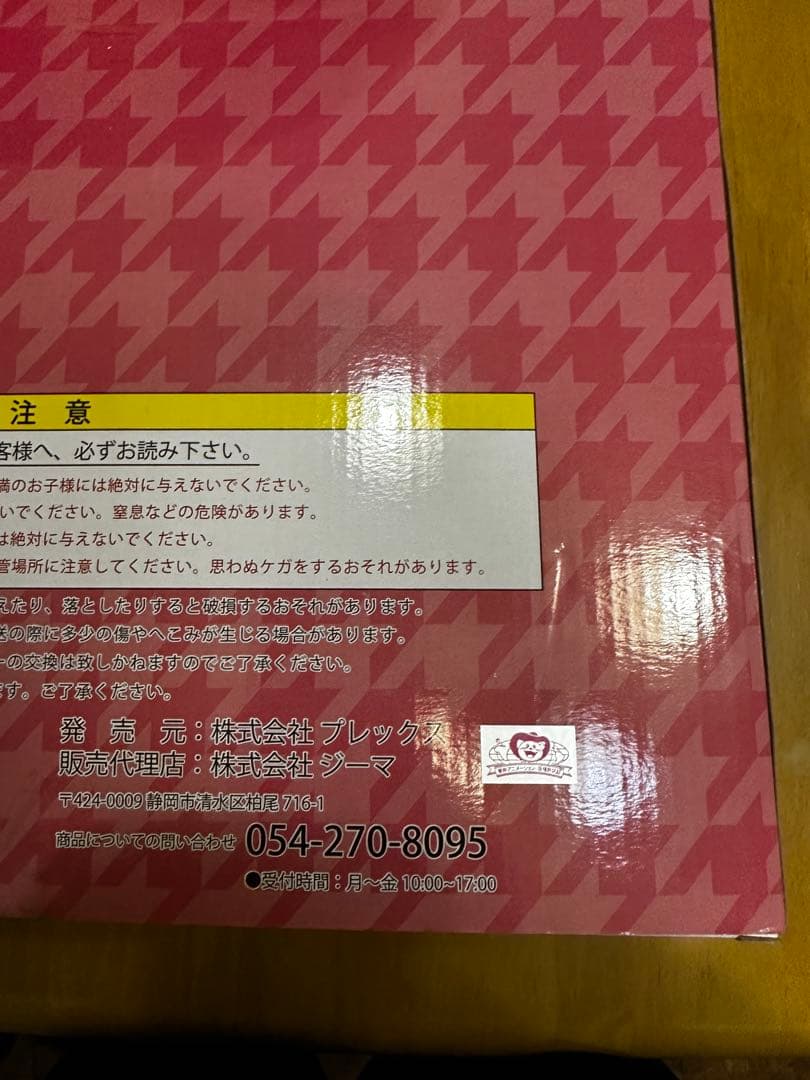 注 意
客様へ、必ずお読み下さい。
満のお子様には絶対に与えないでください。
いでください。窒息などの危険があります。
は絶対に与えないでください。
管場所に注意してください。思わぬケガをするおそれがあります。
えたり、落としたりすると破損するおそれがあります。
送の際に多少の傷やへこみが生じる場合があります。
ーの交換は致しかねますのでご了承ください。
ます。ご了承ください。
発 売 元：株式会社 プレックス
販売代理店：株式会社 ジーマ
〒424-0009 静岡市清水区柏尾 716-1
商品についての問い合わせ 054-270-8095
●受付時間：月～金 10:00~17:00